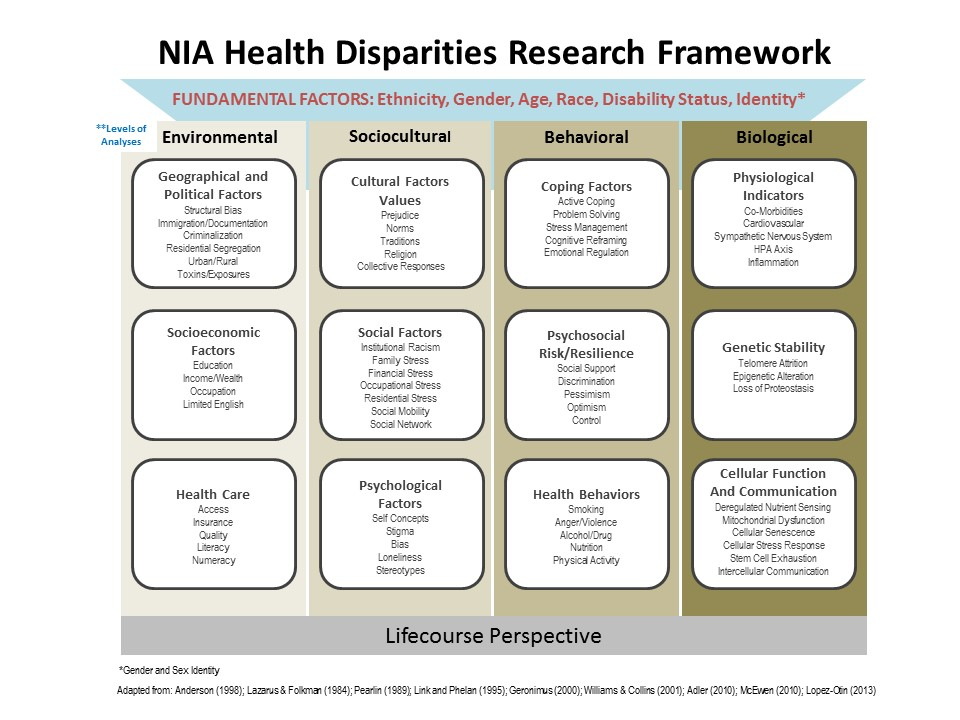 NIA Health Disparities Research Framework
FUNDAMENTAL FACTORS: Ethnicity, Gender, Age, Race, Disability Status, Identity*
**Levels of
Analyses
Environmental
Geographical and
Political Factors
Structural Bias
Immigration/Documentation
Criminalization
Residential Segregation
Urban/Rural
Toxins/Exposures
Socioeconomic
Factors
Education
Income/Wealth
Occupation
Limited English
Health Care
Access
Insurance
Quality
Literacy
Numeracy
Sociocultural
Cultural Factors
Values
Prejudice
Norms
Traditions
Religion
Collective Responses
Social Factors
Institutional Racism
Family Stress
Financial Stress
Occupational Stress
Residential Stress
Social Mobility
Social Network
Psychological
Factors
Self Concepts
Stigma
Bias
Loneliness
Stereotypes
Behavioral
Coping Factors
Active Coping
Problem Solving
Stress Management
Cognitive Reframing
Emotional Regulation
Psychosocial
Risk/Resilience
Social Support
Discrimination
Pessimism
Optimism
Control
Health Behaviors
Smoking
Anger/Violence
Alcohol/Drug
Nutrition
Physical Activity
Biological
Physiological
Indicators
Co-Morbidities
Cardiovascular
Sympathetic Nervous System
HPA Axis
Inflammation
Genetic Stability
Telomere Attrition
Epigenetic Alteration
Loss of Proteostasis
Cellular Function
And Communication
Deregulated Nutrient Sensing
Mitochondrial Dysfunction
Cellular Senescence
Cellular Stress Response
Stem Cell Exhaustion
Intercellular Communication
Lifecourse Perspective
*Gender and Sex Identity
Adapted from: Anderson (1998); Lazarus & Folkman (1984); Pearlin (1989); Link and Phelan (1995); Geronimus (2000); Williams & Collins (2001); Adler (2010); McEwen (2010); Lopez-Otin (2013)